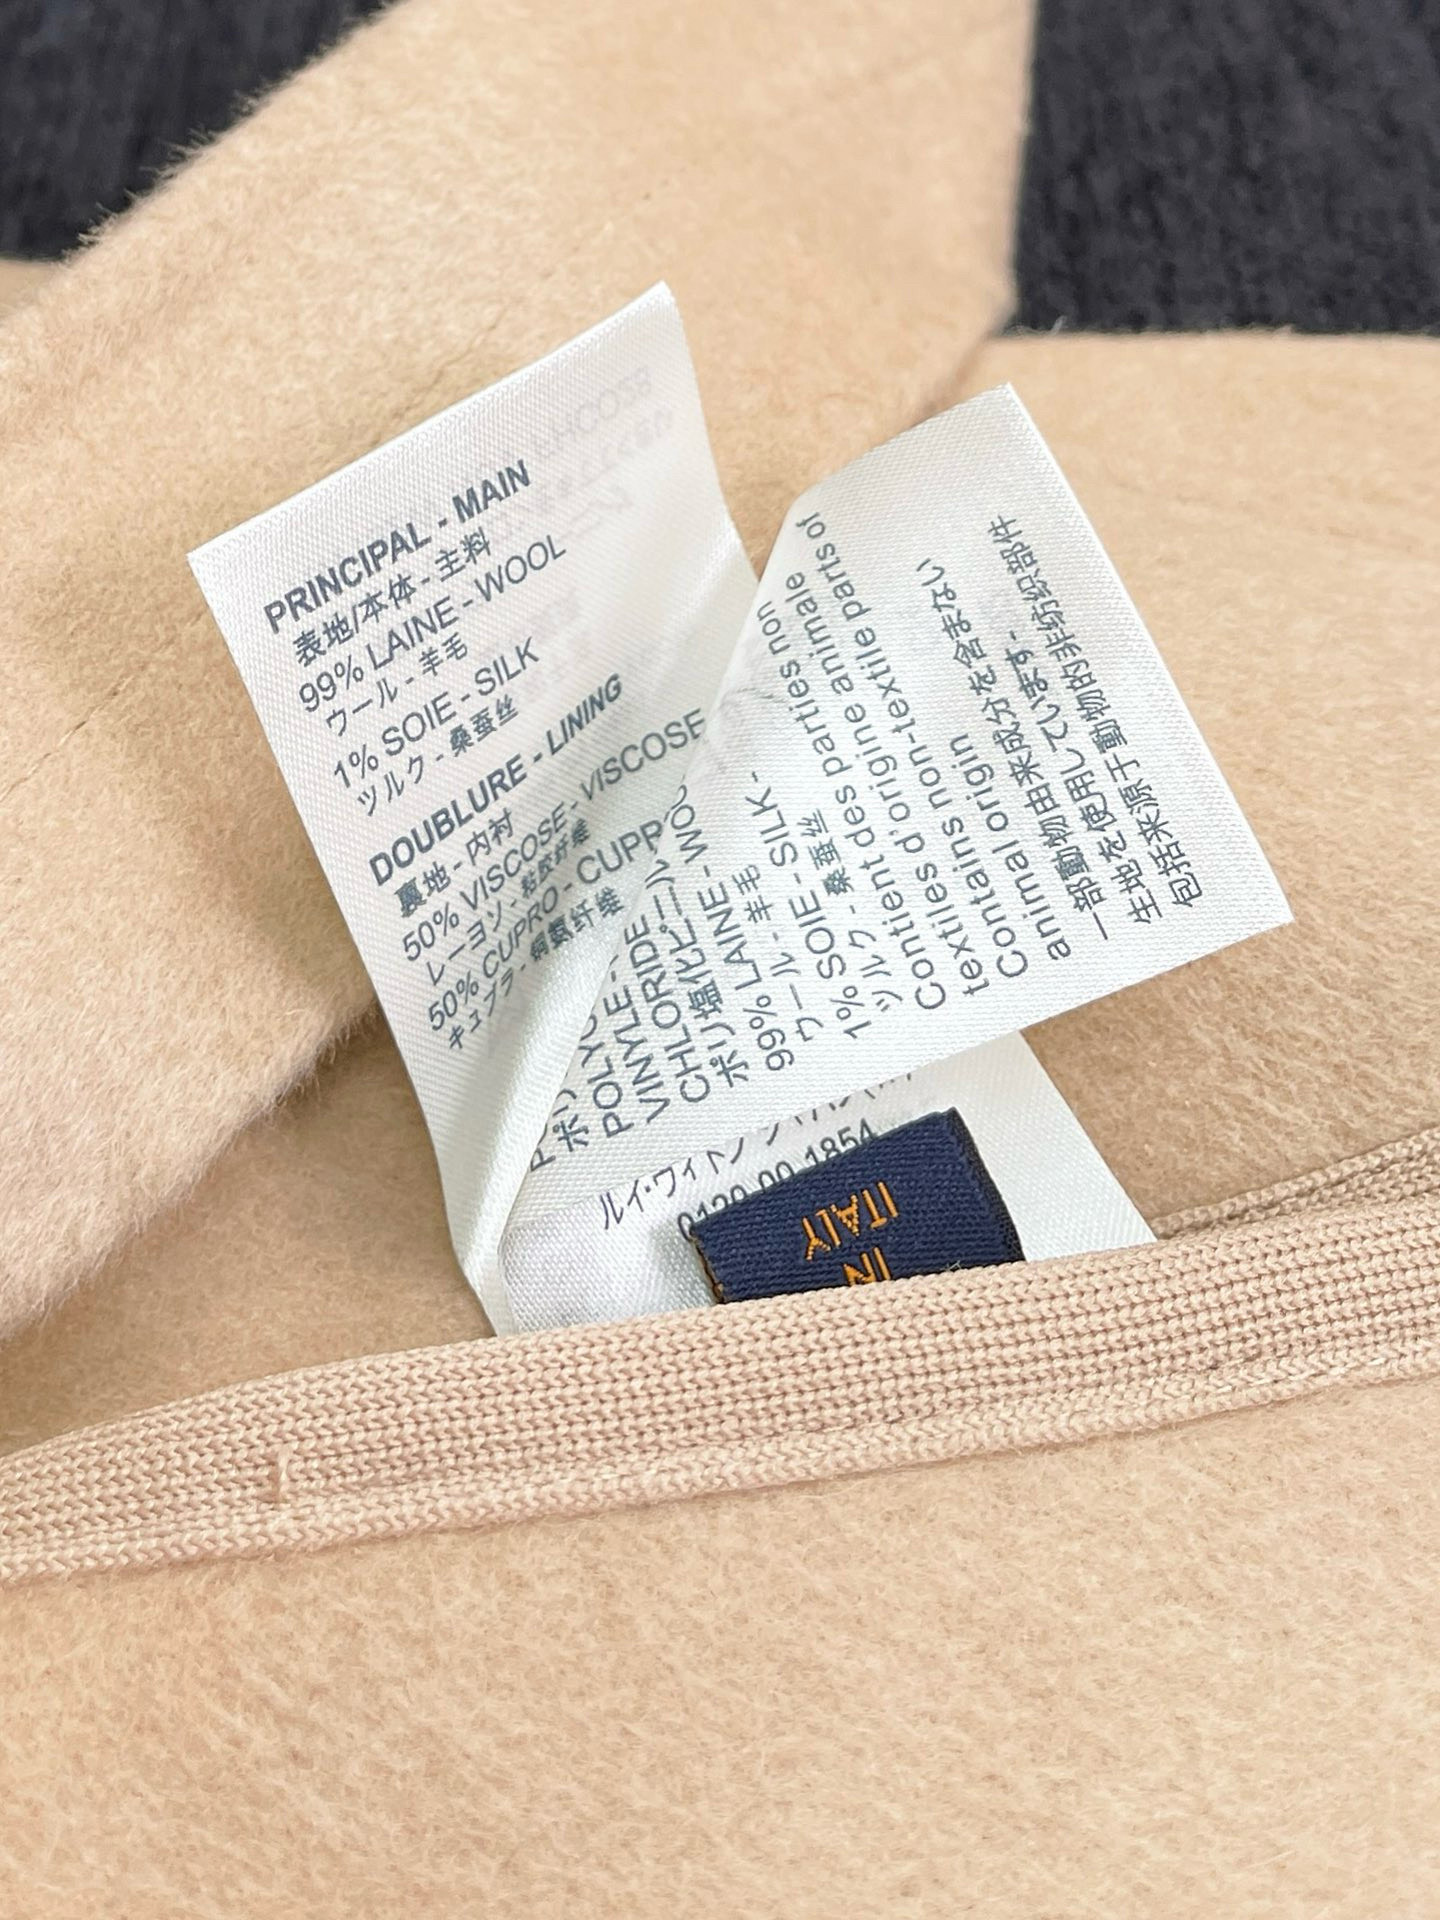 PRINCIPAL - MAIN
表地/本体 - 主料
99% LAINE - WOOL
ウール - 羊毛
1% SOIE - SILK
ツルク - 桑蚕丝
DOUBLURE - LINING
裏地 - 内衬
50% VISCOSE - VISCOSE
レーヨン - 粘胶纤维
50% CUPRO - CUPR
キュプラ - 铜氨纤维
ポリ
POLYC
VINYLE -
CHLORIDE
ポリ塩化ビニール
99% LAINE - WO
ウール - 羊毛
1% SOIE - SILK -
ツルク - 桑蚕丝
Contient des parties non
textiles d'origine animale
Contains non-textile parts of
animal origin
一部動物由来成分を含まない
生地を使用しています -
包括来源于動物的非纺织部件
ルイ・ヴィトン
0120-00-1854
ITALY